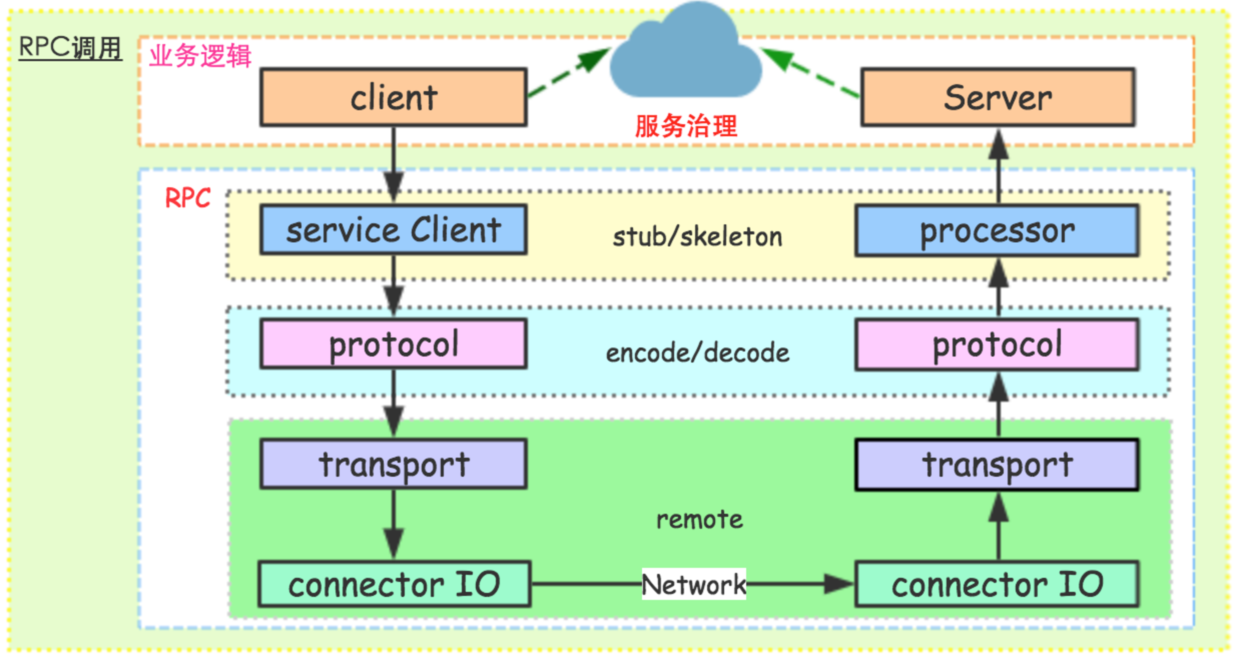 RPC调用
业务逻辑
client
Server
服务治理
RPC
service Client
stub/skeleton
processor
protocol
encode/decode
protocol
transport
remote
transport
connector IO
Network
connector IO